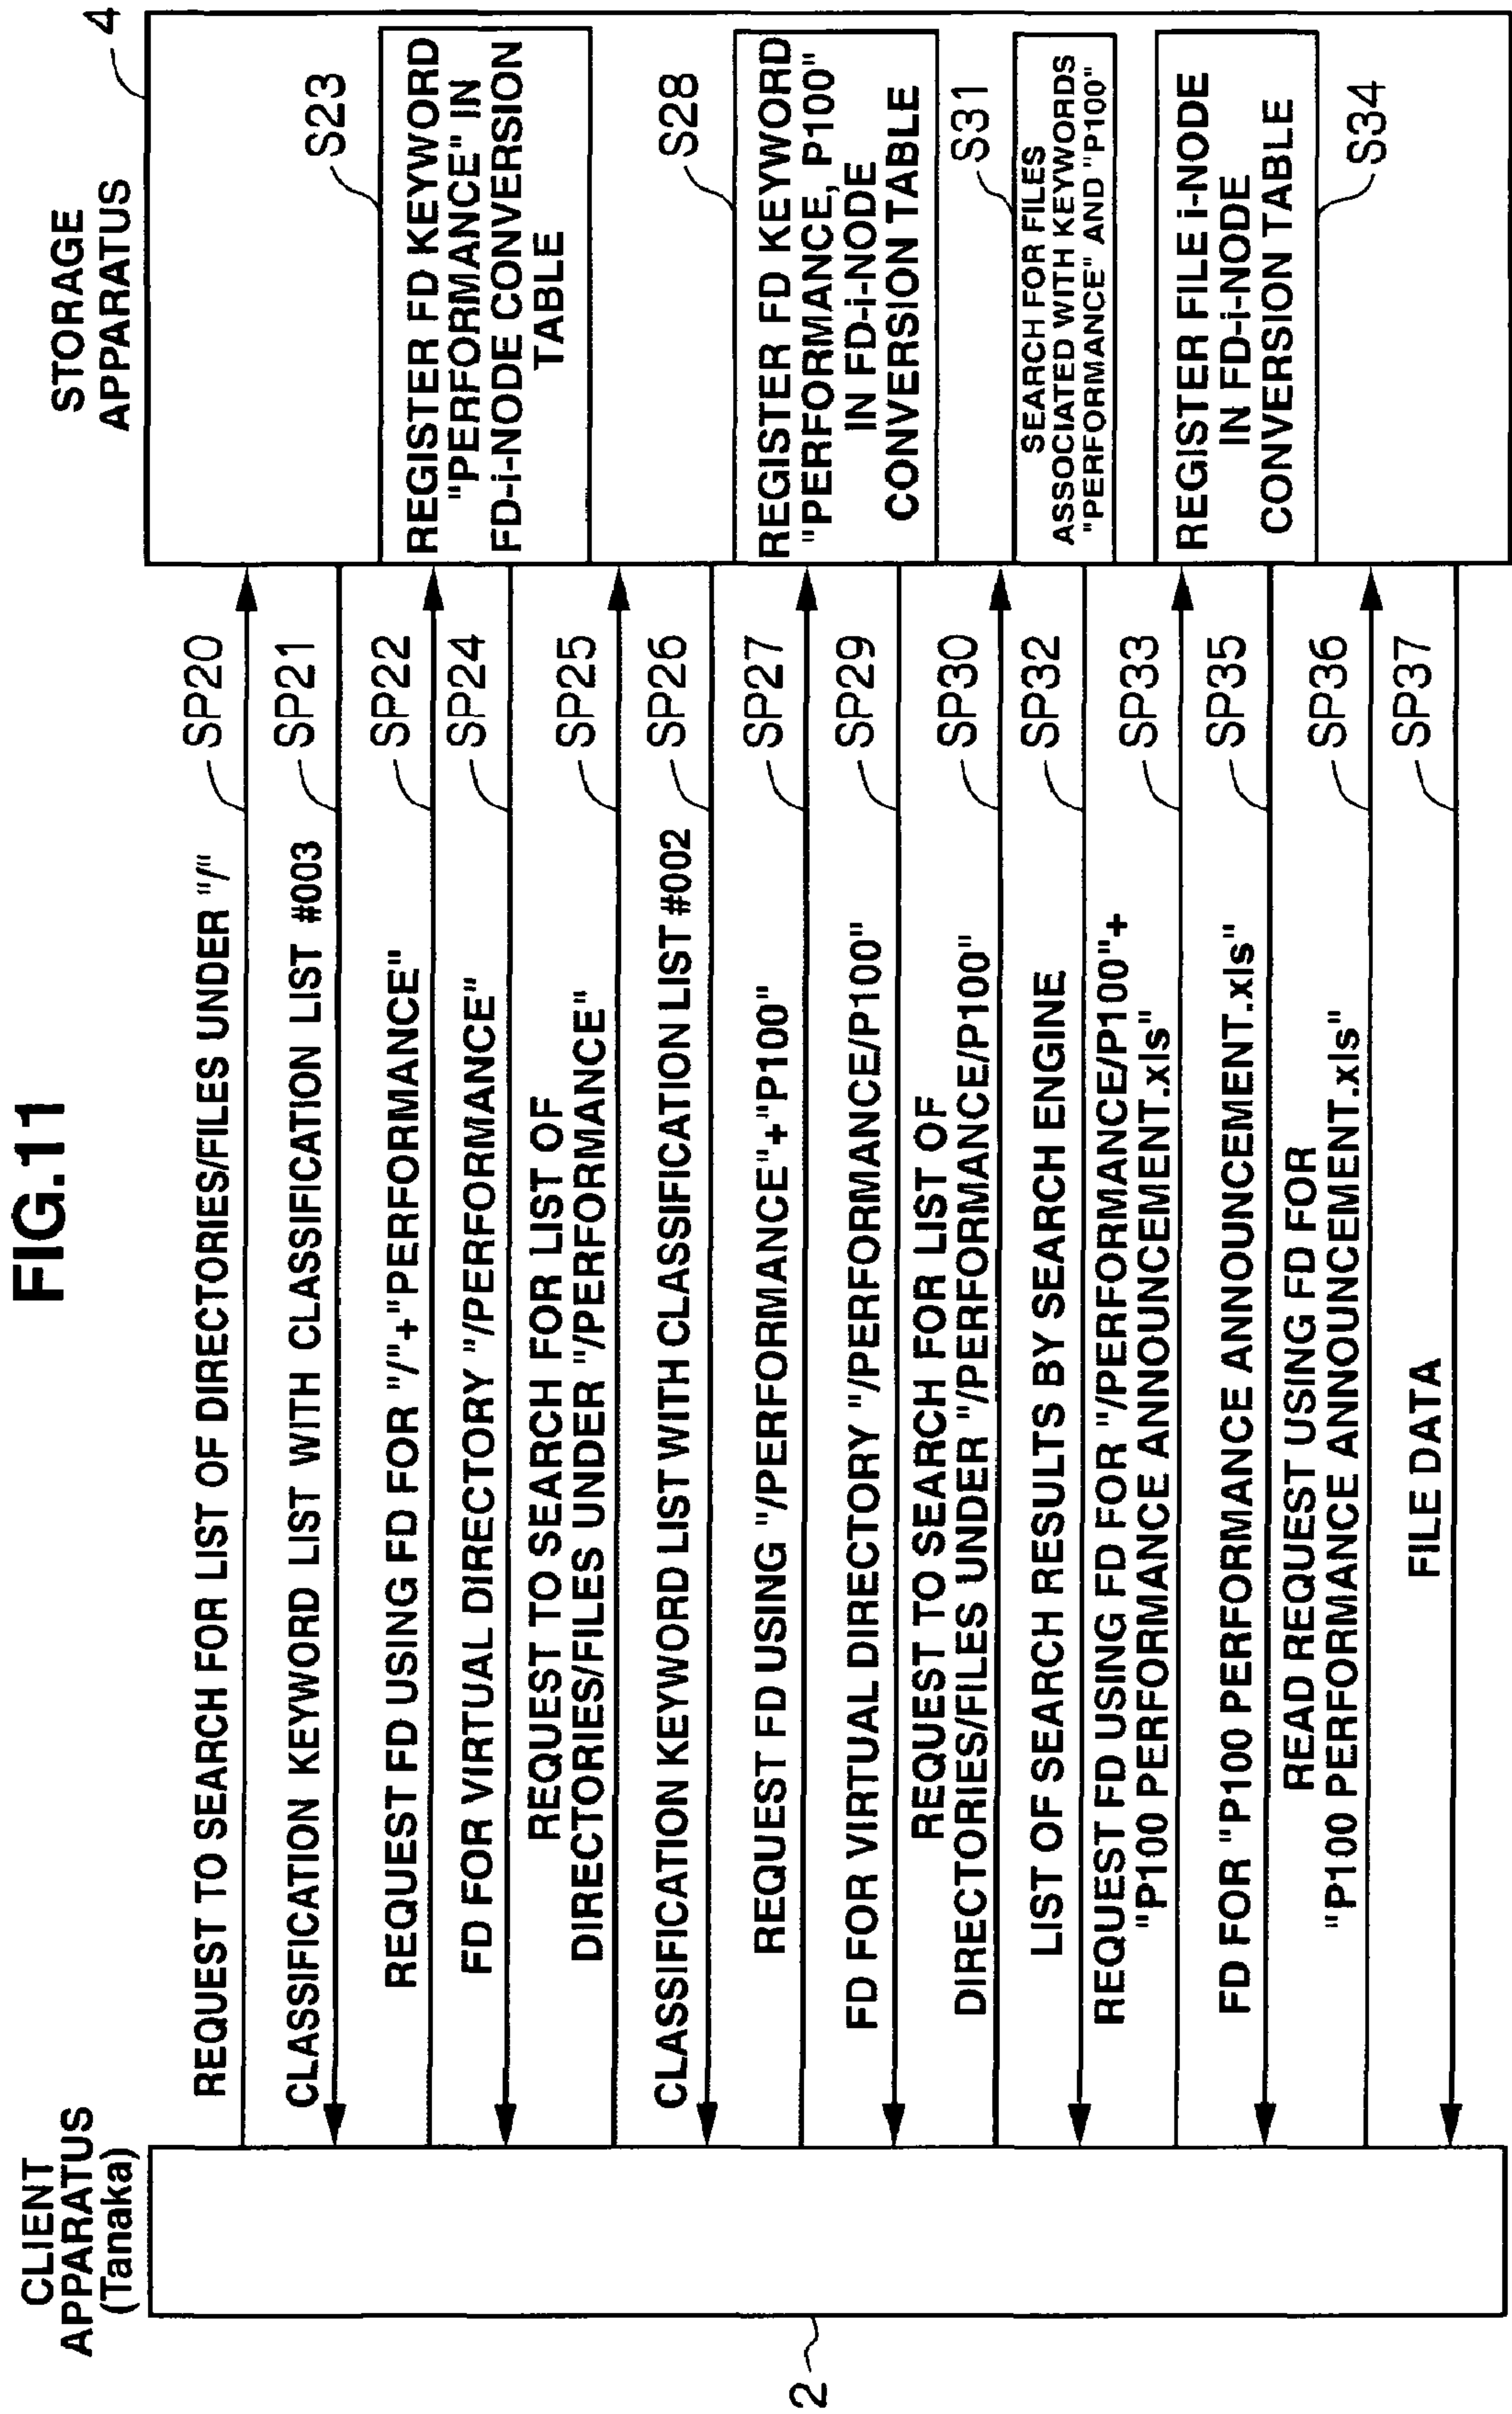 FIG.11
CLIENT
APPARATUS
(Tanaka)
2
STORAGE
APPARATUS
4
REQUEST TO SEARCH FOR LIST OF DIRECTORIES/FILES UNDER "/"
SP20
CLASSIFICATION KEYWORD LIST WITH CLASSIFICATION LIST #003
SP21
REQUEST FD USING FD FOR "/"+"PERFORMANCE"
SP22
S23
REGISTER FD KEYWORD
"PERFORMANCE" IN
FD-i-NODE CONVERSION
TABLE
FD FOR VIRTUAL DIRECTORY "/PERFORMANCE"
SP24
REQUEST TO SEARCH FOR LIST OF
DIRECTORIES/FILES UNDER "/PERFORMANCE"
SP25
CLASSIFICATION KEYWORD LIST WITH CLASSIFICATION LIST #002
SP26
REQUEST FD USING "/PERFORMANCE"+"P100"
SP27
S28
REGISTER FD KEYWORD
"PERFORMANCE, P100"
IN FD-i-NODE
CONVERSION TABLE
FD FOR VIRTUAL DIRECTORY "/PERFORMANCE/P100"
SP29
REQUEST TO SEARCH FOR LIST OF
DIRECTORIES/FILES UNDER "/PERFORMANCE/P100"
SP30
S31
SEARCH FOR FILES
ASSOCIATED WITH KEYWORDS
"PERFORMANCE" AND "P100"
LIST OF SEARCH RESULTS BY SEARCH ENGINE
SP32
REQUEST FD USING FD FOR "/PERFORMANCE/P100"+
"P100 PERFORMANCE ANNOUNCEMENT.xls"
SP33
REGISTER FILE i-NODE
IN FD-i-NODE
CONVERSION TABLE
S34
FD FOR "P100 PERFORMANCE ANNOUNCEMENT.xls"
SP35
READ REQUEST USING FD FOR
"P100 PERFORMANCE ANNOUNCEMENT.xls"
SP36
FILE DATA
SP37